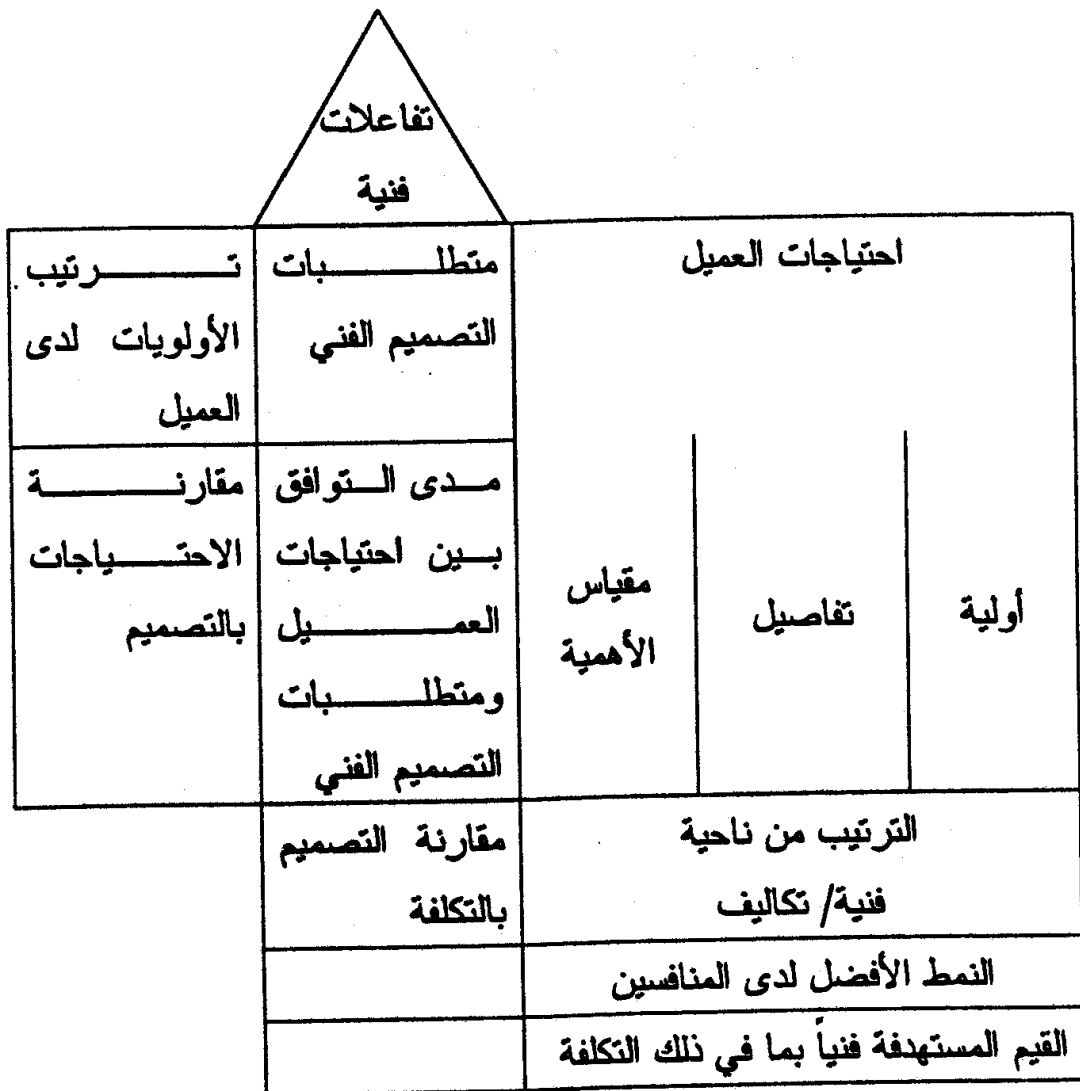 تفاعلات
فنية
احتياجات العميل
أولية
تفاصيل
مقياس
الأهمية
متطلبات
التصميم الفني
ترتيب
الأولويات لدى
العميل
مدى التوافق
بين احتياجات
العميل
ومتطلبات
التصميم الفني
مقارنة
الاحتياجات
بالتصميم
الترتيب من ناحية
فنية/ تكاليف
مقارنة التصميم
بالتكلفة
النمط الأفضل لدى المنافسين
القيم المستهدفة فنياً بما في ذلك التكلفة